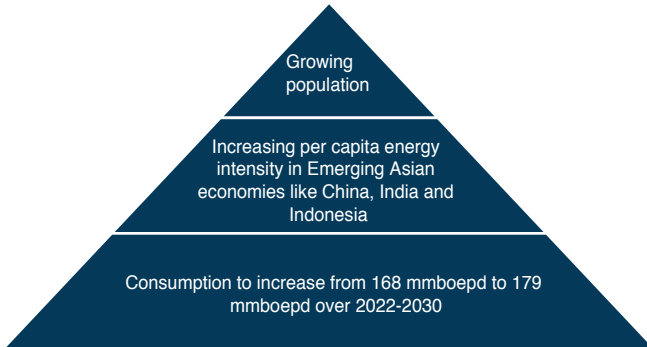 Growing
population
Increasing per capita energy
intensity in Emerging Asian
economies like China, India and
Indonesia
Consumption to increase from 168 mmboepd to 179
mmboepd over 2022-2030